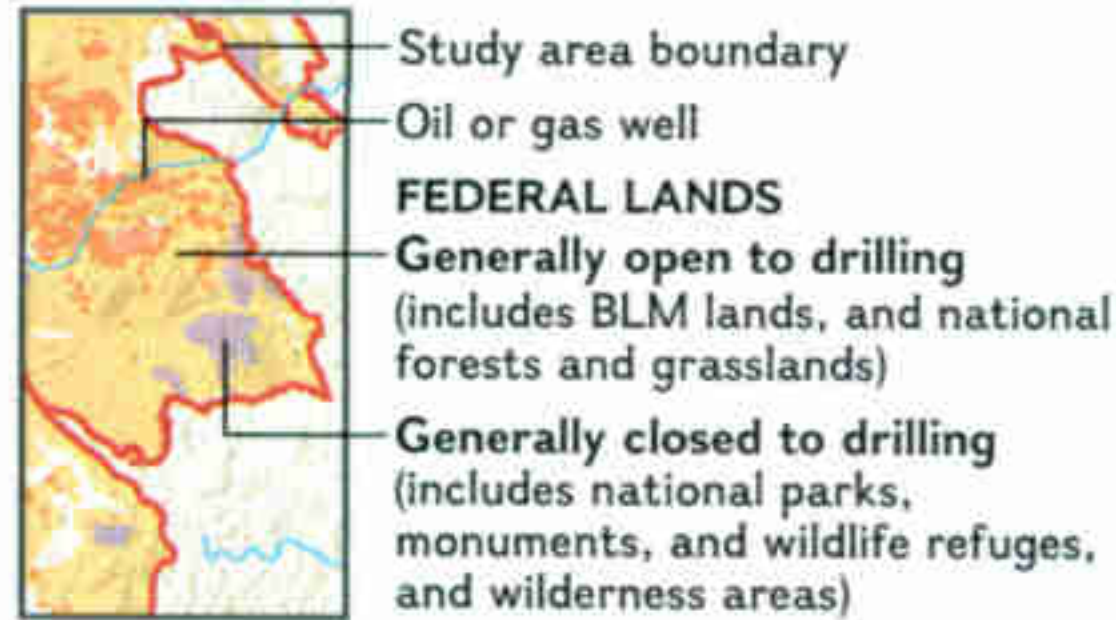 Study area boundary
Oil or gas well
FEDERAL LANDS
Generally open to drilling
(includes BLM lands, and national
forests and grasslands)
Generally closed to drilling
(includes national parks,
monuments, and wildlife refuges,
and wilderness areas)